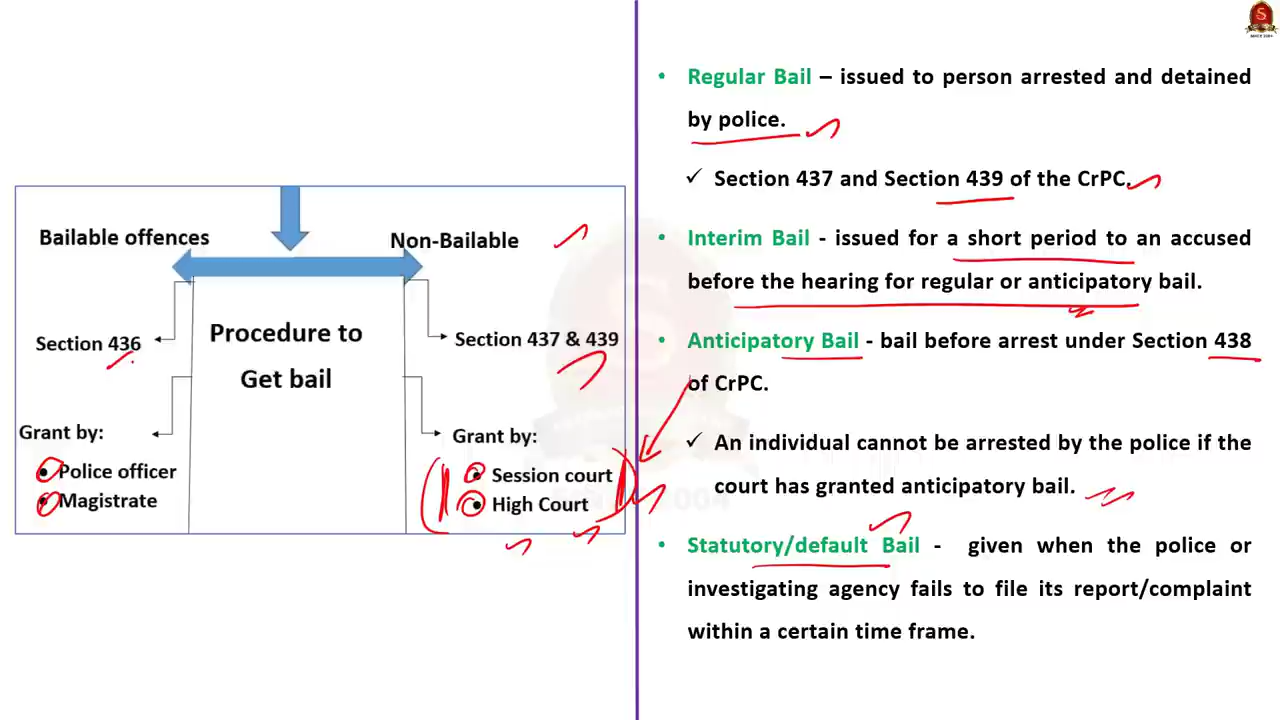 Bailable offences
Non-Bailable
Section 436
Procedure to
Get bail
Section 437 & 439
Grant by:
• Police officer
• Magistrate
Grant by:
• Session court
• High Court
• Regular Bail – issued to person arrested and detained
by police.
✓ Section 437 and Section 439 of the CrPC.
• Interim Bail - issued for a short period to an accused
before the hearing for regular or anticipatory bail.
• Anticipatory Bail - bail before arrest under Section 438
of CrPC.
✓ An individual cannot be arrested by the police if the
court has granted anticipatory bail.
• Statutory/default Bail - given when the police or
investigating agency fails to file its report/complaint
within a certain time frame.